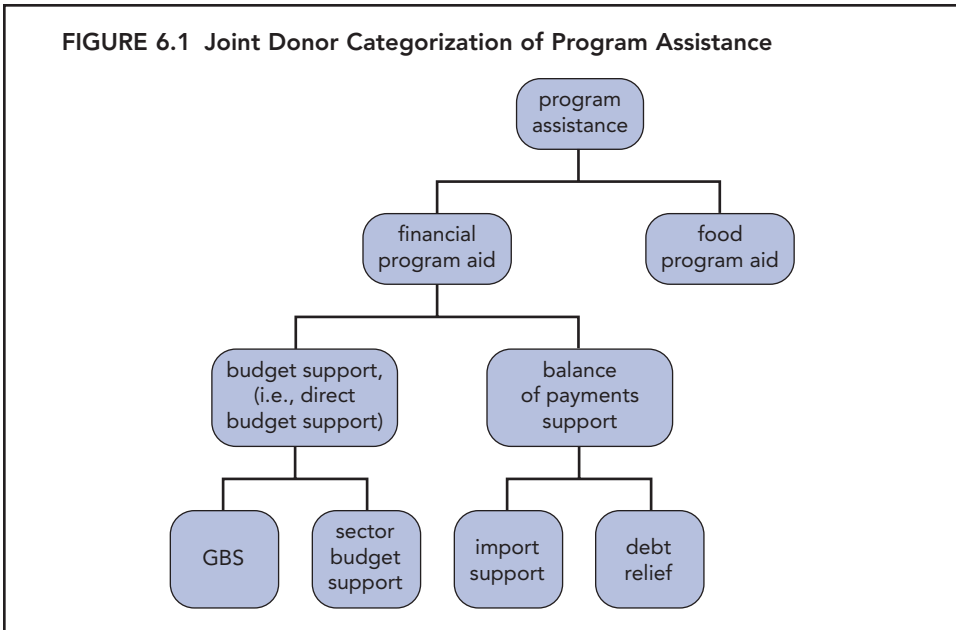 FIGURE 6.1 Joint Donor Categorization of Program Assistance
program
assistance
financial
program aid
food
program aid
budget support,
(i.e., direct
budget support)
balance
of payments
support
GBS
sector
budget
support
import
support
debt
relief